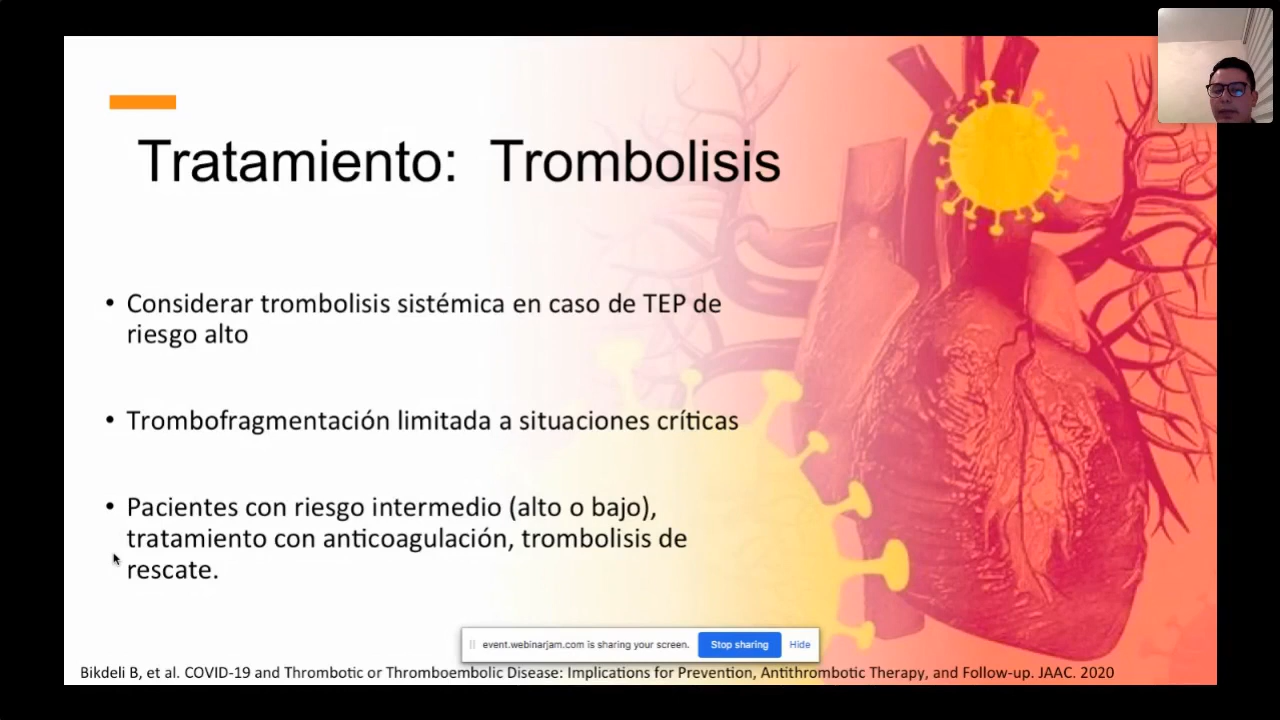 Tratamiento: Trombolisis
• Considerar trombolisis sistémica en caso de TEP de
riesgo alto
• Trombofragmentación limitada a situaciones críticas
• Pacientes con riesgo intermedio (alto o bajo),
tratamiento con anticoagulación, trombolisis de
rescate.
event.webinarjam.com is sharing your screen. Stop sharing Hide
Bikdeli B, et al. COVID-19 and Thrombotic or Thromboembolic Disease: Implications for Prevention, Antithrombotic Therapy, and Follow-up. JAAC. 2020